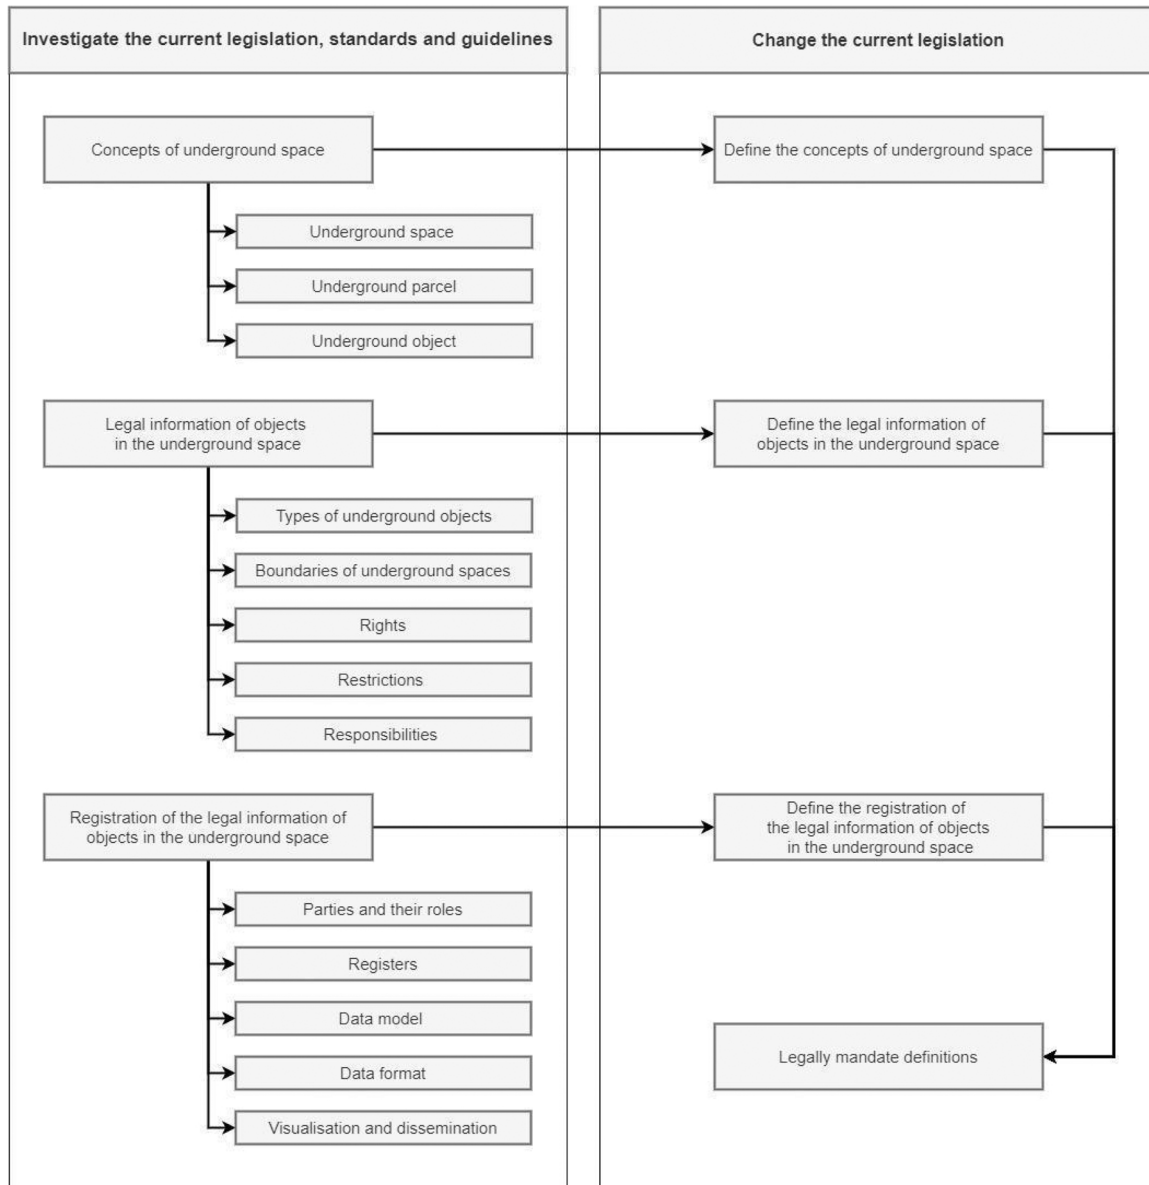 Investigate the current legislation, standards and guidelines
Change the current legislation
Concepts of underground space
Define the concepts of underground space
Underground space
Underground parcel
Underground object
Legal information of objects
in the underground space
Define the legal information of
objects in the underground space
Types of underground objects
Boundaries of underground spaces
Rights
Restrictions
Responsibilities
Registration of the legal information of
objects in the underground space
Define the registration of
the legal information of objects
in the underground space
Parties and their roles
Registers
Data model
Data format
Legally mandate definitions
Visualisation and dissemination